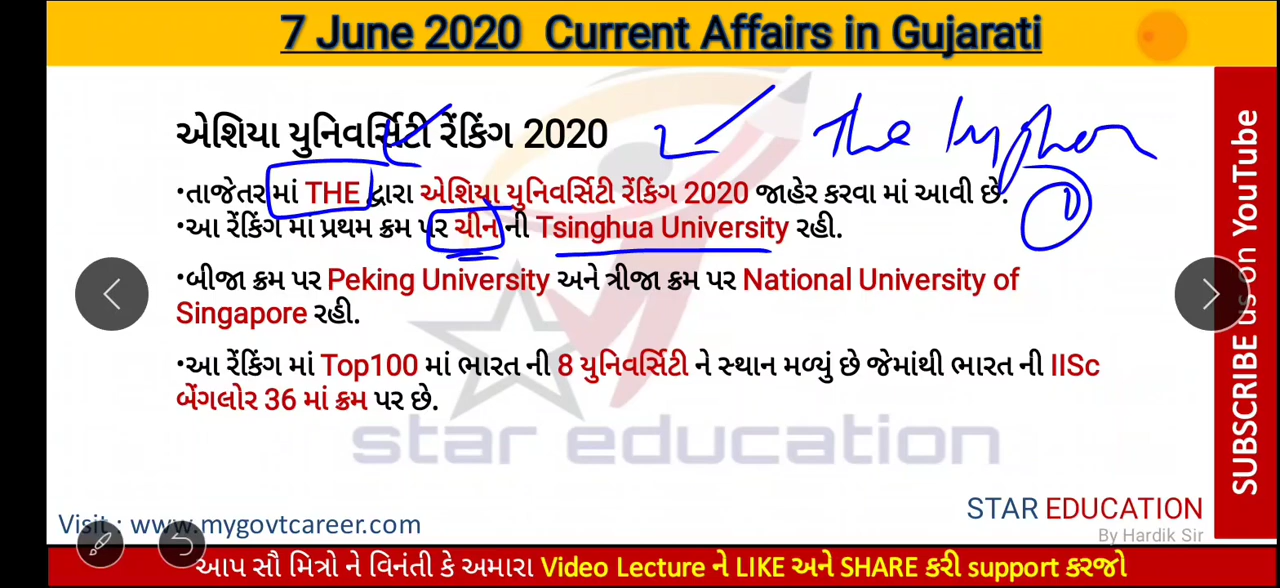 7 June 2020 Current Affairs in Gujarati
એશિયા યુનિવર્સિટી રેંકિંગ 2020
The
•તાજેતર માં THE દ્વારા એશિયા યુનિવર્સિટી રેંકિંગ 2020 જાહેર કરવા માં આવી છે.
•આ રેંકિંગ માં પ્રથમ ક્રમ પર ચીન ની Tsinghua University રહી.
1
•બીજા ક્રમ પર Peking University અને ત્રીજા ક્રમ પર National University of
Singapore રહી.
•આ રેંકિંગ માં Top100 માં ભારત ની 8 યુનિવર્સિટી ને સ્થાન મળ્યું છે જેમાંથી ભારત ની IISc
બેંગલોર 36 માં ક્રમ પર છે.
star education
STAR EDUCATION
By Hardik Sir
Visit : www.mygovtcareer.com
આપ સૌ મિત્રો ને વિનંતી કે અમારા Video Lecture ને LIKE અને SHARE કરી support કરજો
SUBSCRIBE us on YouTube